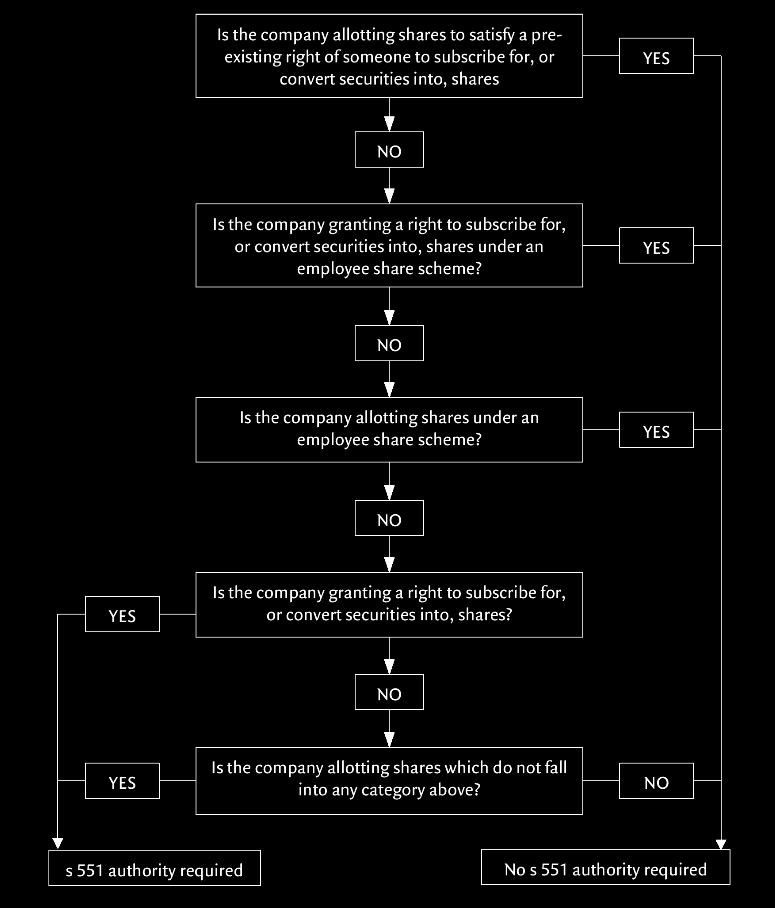 Is the company allotting shares to satisfy a pre-
existing right of someone to subscribe for, or
convert securities into, shares
YES
NO
Is the company granting a right to subscribe for,
or convert securities into, shares under an
employee share scheme?
YES
NO
Is the company allotting shares under an
employee share scheme?
YES
NO
Is the company granting a right to subscribe for,
or convert securities into, shares?
YES
NO
Is the company allotting shares which do not fall
into any category above?
YES
NO
s 551 authority required
No s 551 authority required